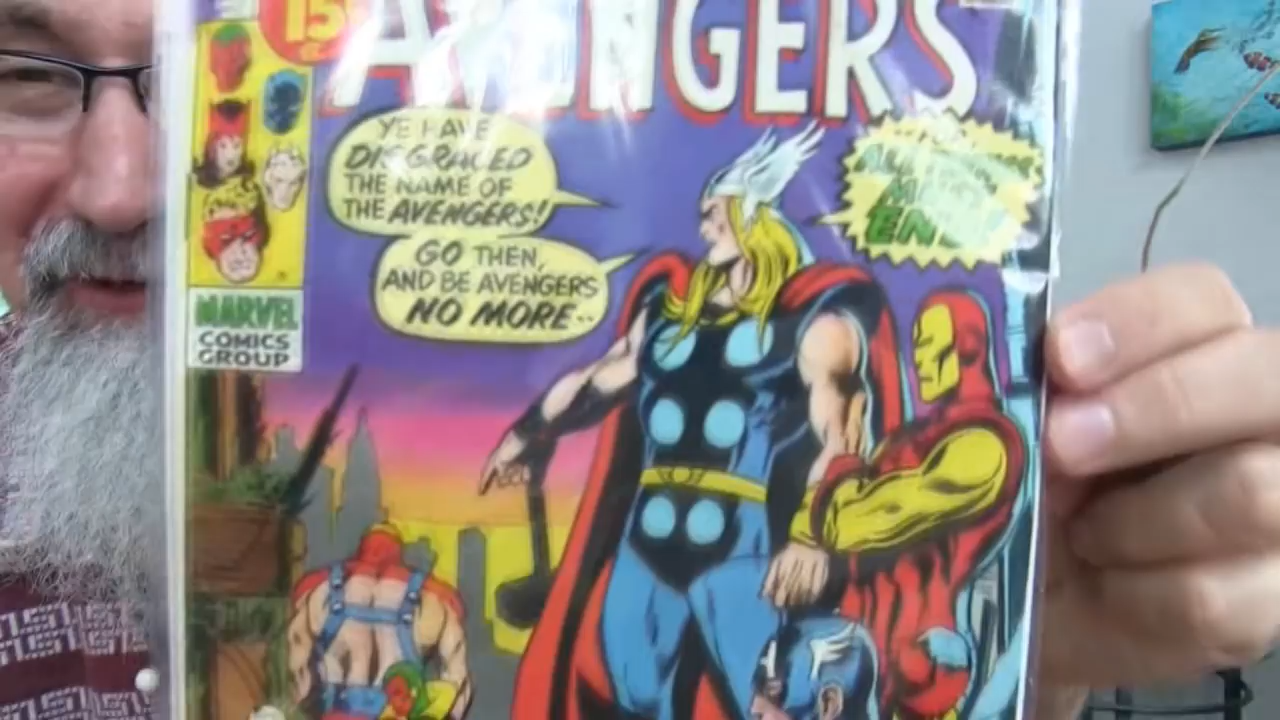 15
¢
AVENGERS
YE HAVE
DISGRACED
THE NAME OF
THE AVENGERS!
GO THEN,
AND BE AVENGERS
NO MORE--
MARVEL
COMICS
GROUP